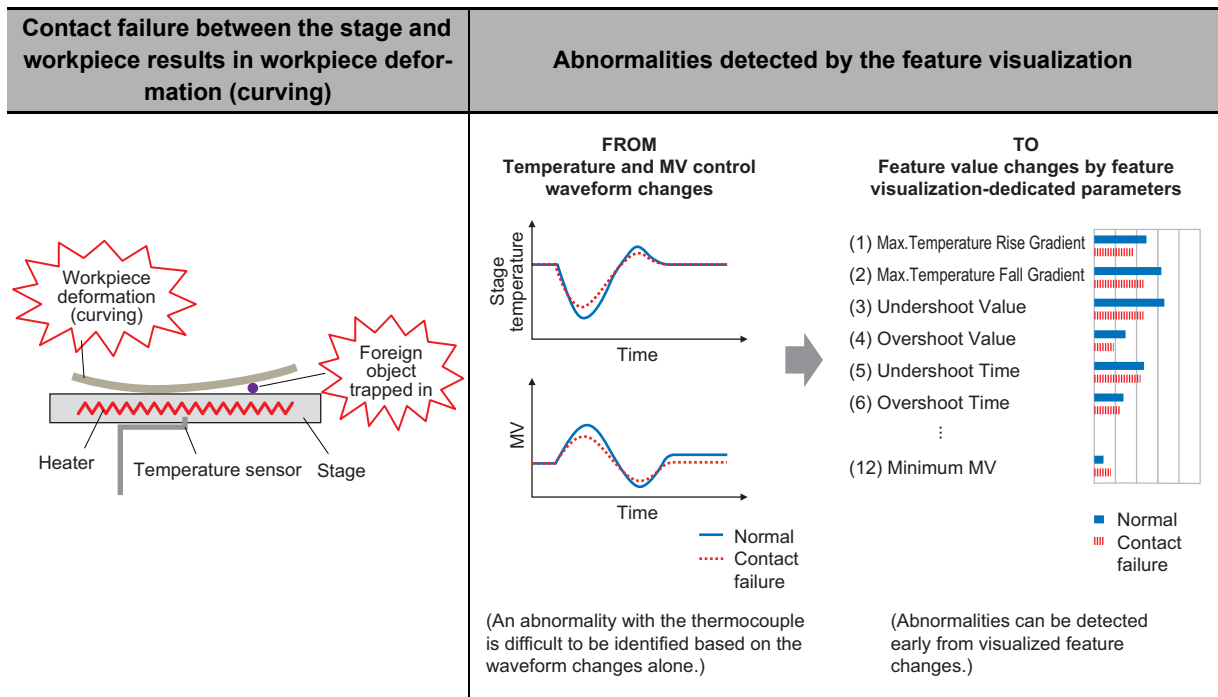 Contact failure between the stage and
workpiece results in workpiece defor-
mation (curving)
Abnormalities detected by the feature visualization
Workpiece
deformation
(curving)
Foreign
object
trapped in
Heater
Temperature sensor
Stage
FROM
Temperature and MV control
waveform changes
Stage
temperature
Time
MV
Time
Normal
Contact
failure
(An abnormality with the thermocouple
is difficult to be identified based on the
waveform changes alone.)
TO
Feature value changes by feature
visualization-dedicated parameters
(1) Max.Temperature Rise Gradient
(2) Max.Temperature Fall Gradient
(3) Undershoot Value
(4) Overshoot Value
(5) Undershoot Time
(6) Overshoot Time
⋮
(12) Minimum MV
Normal
Contact
failure
(Abnormalities can be detected
early from visualized feature
changes.)